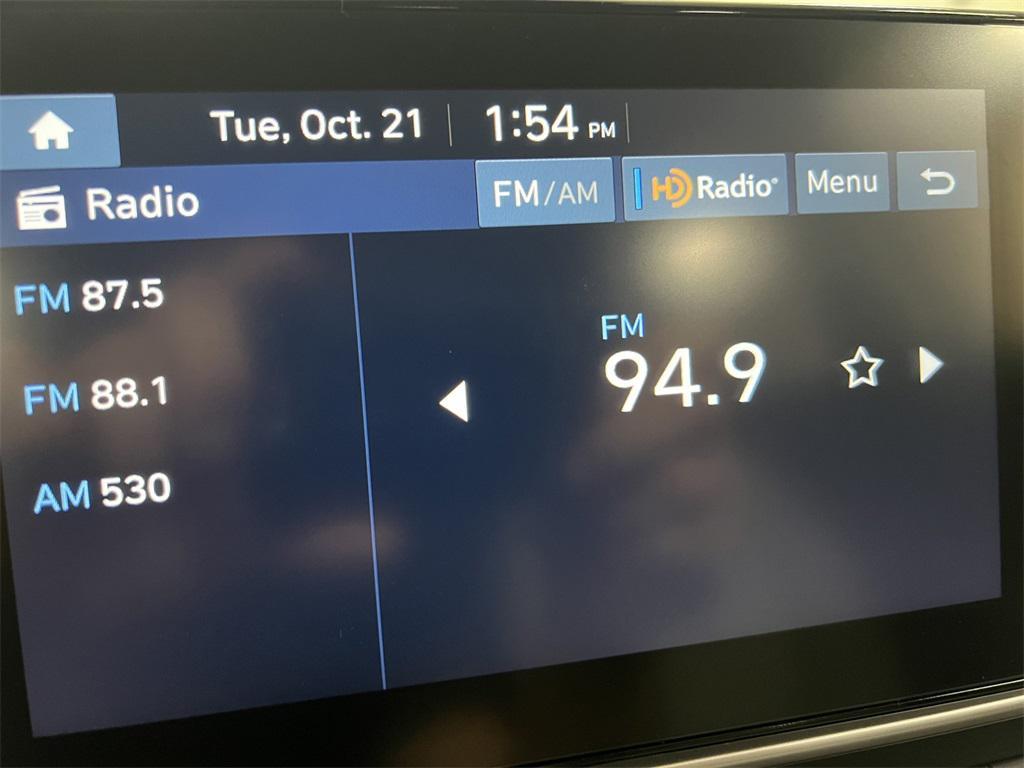 Tue, Oct. 21 1:54 PM
Radio FM/AM HD Radio® Menu
FM 87.5
FM
94.9
FM 88.1
AM 530